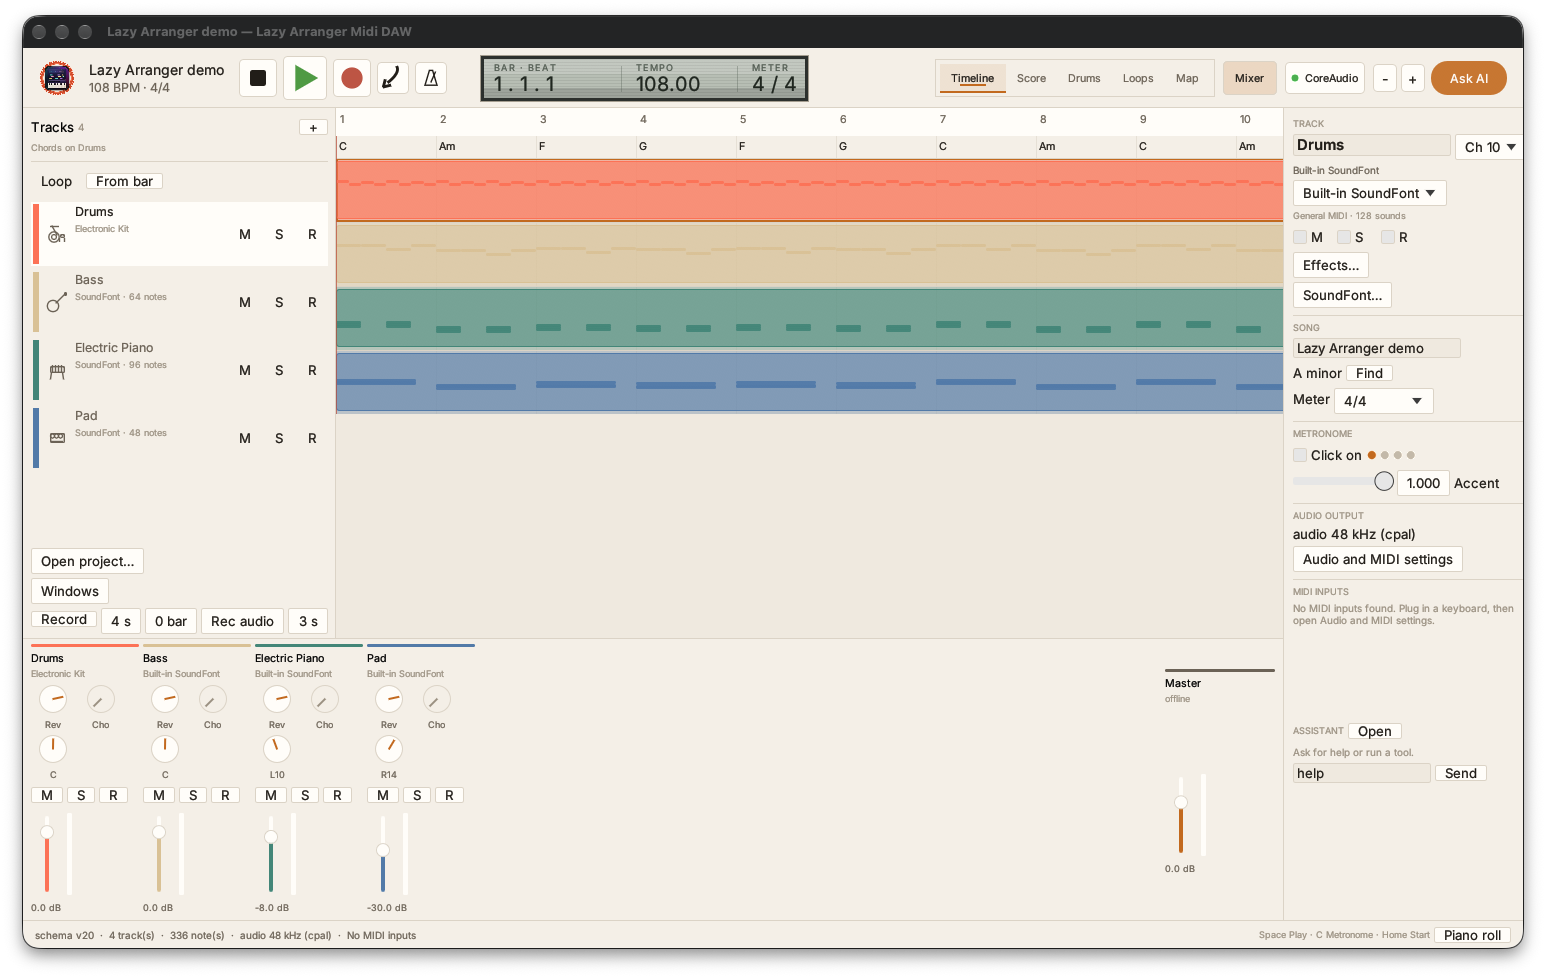 Lazy Arranger demo — Lazy Arranger Midi DAW
Lazy Arranger demo
108 BPM · 4/4
BAR · BEAT
1 . 1 . 1
TEMPO
108.00
METER
4 / 4
Timeline
Score
Drums
Loops
Map
Mixer
CoreAudio
-
+
Ask AI
Tracks 4
+
Chords on Drums
Loop
From bar
Drums
Electronic Kit
M S R
Bass
SoundFont · 64 notes
M S R
Electric Piano
SoundFont · 96 notes
M S R
Pad
SoundFont · 48 notes
M S R
Open project...
Windows
Record
4 s
0 bar
Rec audio
3 s
1 2 3 4 5 6 7 8 9 10
C Am F G F G C Am C Am
TRACK
Drums
Ch 10
Built-in SoundFont
Built-in SoundFont
General MIDI · 128 sounds
M S R
Effects...
SoundFont...
SONG
Lazy Arranger demo
A minor
Find
Meter
4/4
METRONOME
Click on
1.000
Accent
AUDIO OUTPUT
audio 48 kHz (cpal)
Audio and MIDI settings
MIDI INPUTS
No MIDI inputs found. Plug in a keyboard, then
open Audio and MIDI settings.
ASSISTANT
Open
Ask for help or run a tool.
help
Send
Drums
Electronic Kit
Rev Cho
C
M S R
0.0 dB
Bass
Built-in SoundFont
Rev Cho
C
M S R
0.0 dB
Electric Piano
Built-in SoundFont
Rev Cho
L10
M S R
-8.0 dB
Pad
Built-in SoundFont
Rev Cho
R14
M S R
-30.0 dB
Master
offline
0.0 dB
schema v20 · 4 track(s) · 336 note(s) · audio 48 kHz (cpal) · No MIDI inputs
Space Play · C Metronome · Home Start
Piano roll